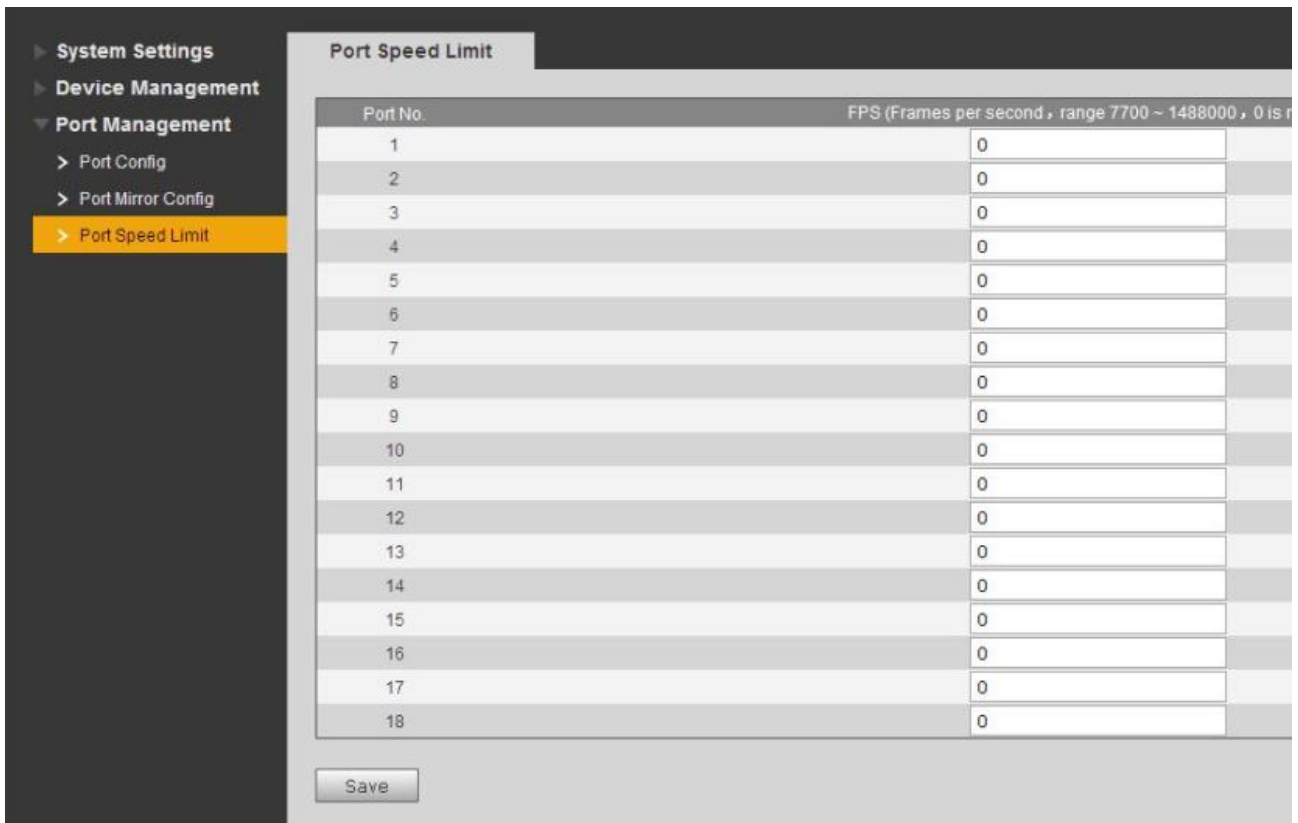 System Settings
Device Management
Port Management
> Port Config
> Port Mirror Config
> Port Speed Limit
Port Speed Limit
Port No. FPS (Frames per second，range 7700 ~ 1488000，0 is
1 0
2 0
3 0
4 0
5 0
6 0
7 0
8 0
9 0
10 0
11 0
12 0
13 0
14 0
15 0
16 0
17 0
18 0
Save